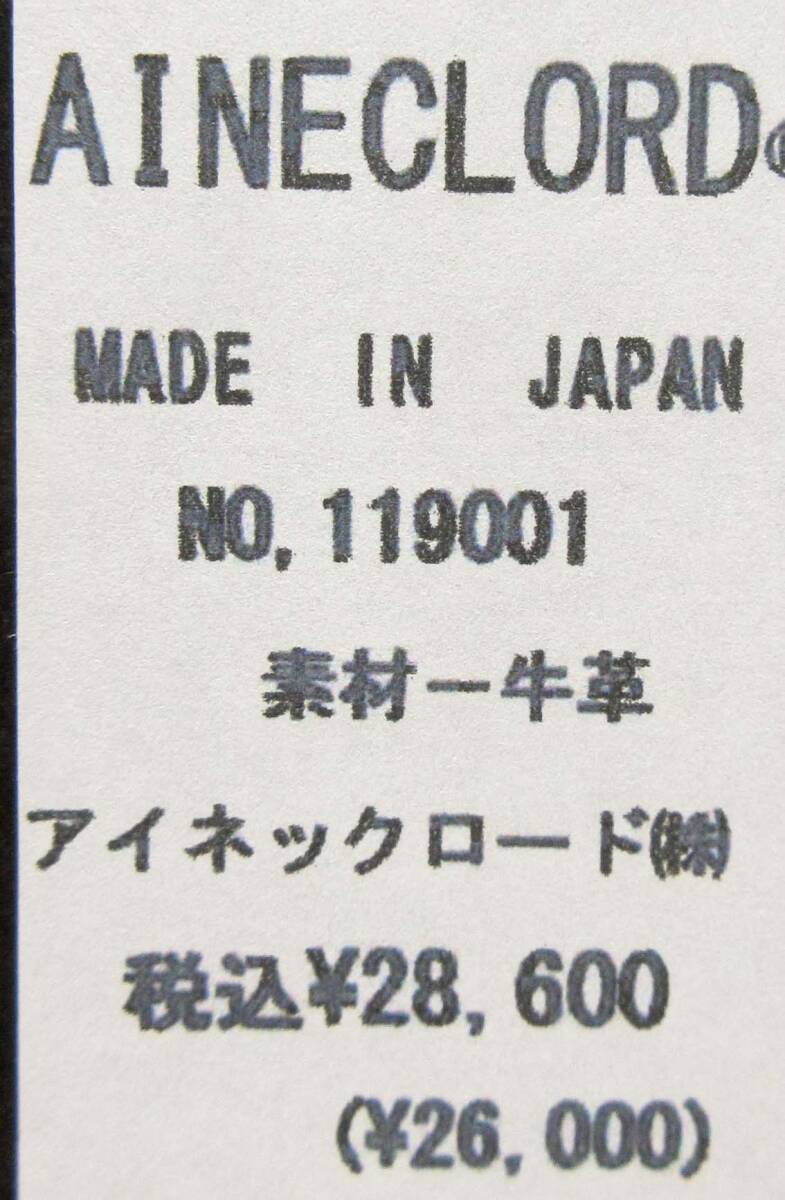 AINECLORD®
MADE IN JAPAN
NO,119001
素材ー牛革
アイネックロード㈱
税込¥28,600
(¥26,000)